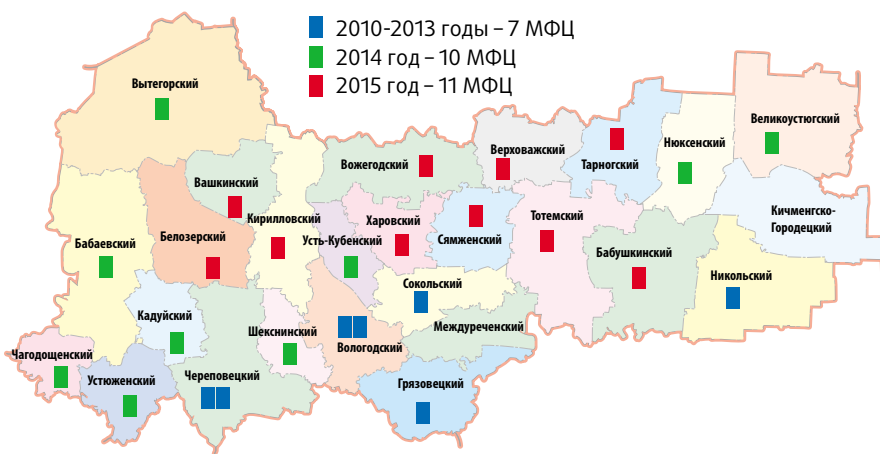 2010-2013 годы – 7 МФЦ
2014 год – 10 МФЦ
2015 год – 11 МФЦ
Вытегорский
Великоустюгский
Нюксенский
Верховажский
Вожегодский
Тарногский
Вашкинский
Кирилловский
Харовский
Тотемский
Кичменгско-
Городецкий
Белозерский
Усть-Кубенский
Сямженский
Бабаевский
Бабушкинский
Никольский
Сокольский
Кадуйский
Шекснинский
Междуреченский
Вологодский
Чагодощенский
Устюженский
Череповецкий
Грязовецкий